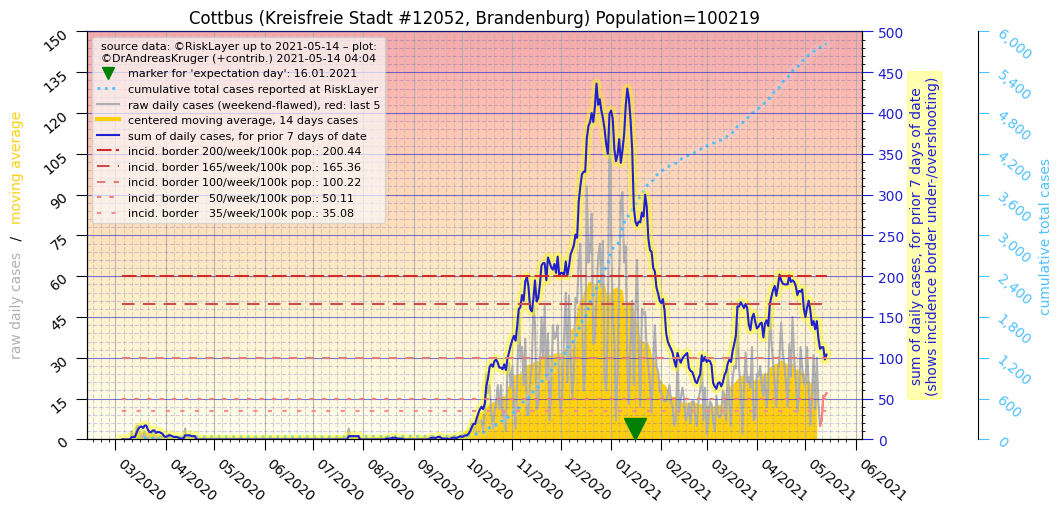 Cottbus (Kreisfreie Stadt #12052, Brandenburg) Population=100219
source data: ©RiskLayer up to 2021-05-14 – plot:
©DrAndreasKruger (+contrib.) 2021-05-14 04:04
marker for 'expectation day': 16.01.2021
cumulative total cases reported at RiskLayer
raw daily cases (weekend-flawed), red: last 5
centered moving average, 14 days cases
sum of daily cases, for prior 7 days of date
incid. border 200/week/100k pop.: 200.44
incid. border 165/week/100k pop.: 165.36
incid. border 100/week/100k pop.: 100.22
incid. border 50/week/100k pop.: 50.11
incid. border 35/week/100k pop.: 35.08
raw daily cases / moving average
150
135
120
105
90
75
60
45
30
15
0
03/2020
04/2020
05/2020
06/2020
07/2020
08/2020
09/2020
10/2020
11/2020
12/2020
01/2021
02/2021
03/2021
04/2021
05/2021
06/2021
500
450
400
350
300
250
200
150
100
50
0
sum of daily cases, for prior 7 days of date
(shows incidence border under-/overshooting)
6,000
5,400
4,800
4,200
3,600
3,000
2,400
1,800
1,200
600
0
cumulative total cases